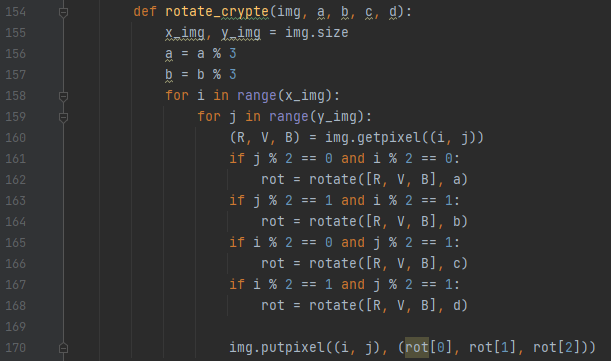 154 def rotate_crypte(img, a, b, c, d):
155 x_img, y_img = img.size
156 a = a % 3
157 b = b % 3
158 for i in range(x_img):
159 for j in range(y_img):
160 (R, V, B) = img.getpixel((i, j))
161 if j % 2 == 0 and i % 2 == 0:
162 rot = rotate([R, V, B], a)
163 if j % 2 == 1 and i % 2 == 1:
164 rot = rotate([R, V, B], b)
165 if i % 2 == 0 and j % 2 == 1:
166 rot = rotate([R, V, B], c)
167 if i % 2 == 1 and j % 2 == 1:
168 rot = rotate([R, V, B], d)
169
170 img.putpixel((i, j), (rot[0], rot[1], rot[2]))